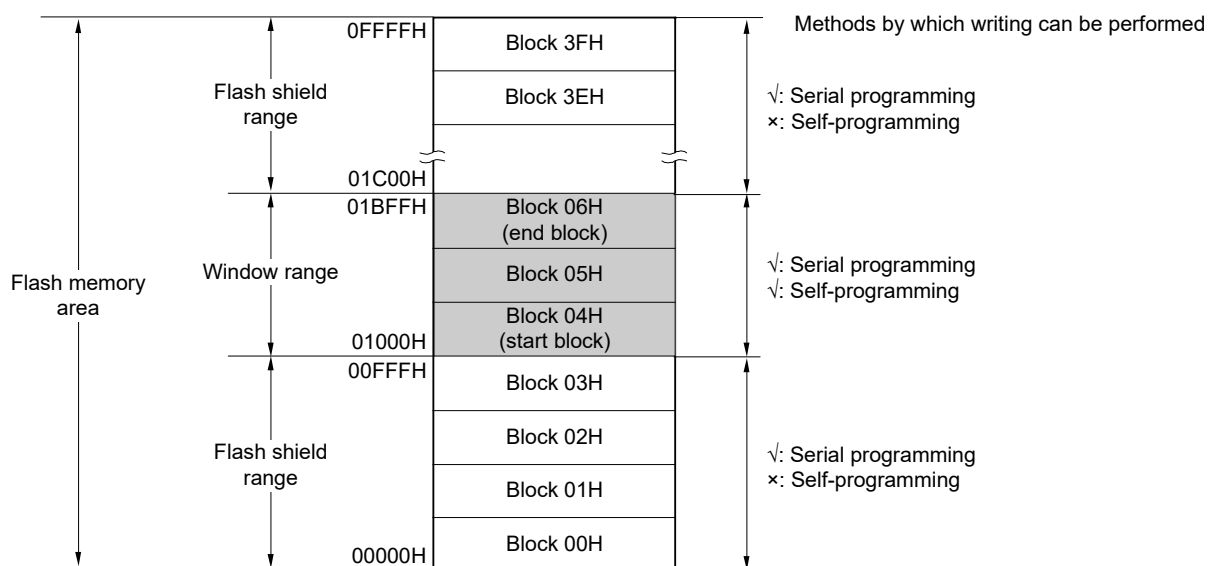 Methods by which writing can be performed
0FFFFH
Block 3FH
Flash shield
range
Block 3EH
√: Serial programming
×: Self-programming
01C00H
01BFFH
Block 06H
(end block)
Flash memory
area
Window range
Block 05H
√: Serial programming
√: Self-programming
Block 04H
(start block)
01000H
00FFFH
Block 03H
Block 02H
Flash shield
range
√: Serial programming
×: Self-programming
Block 01H
Block 00H
00000H